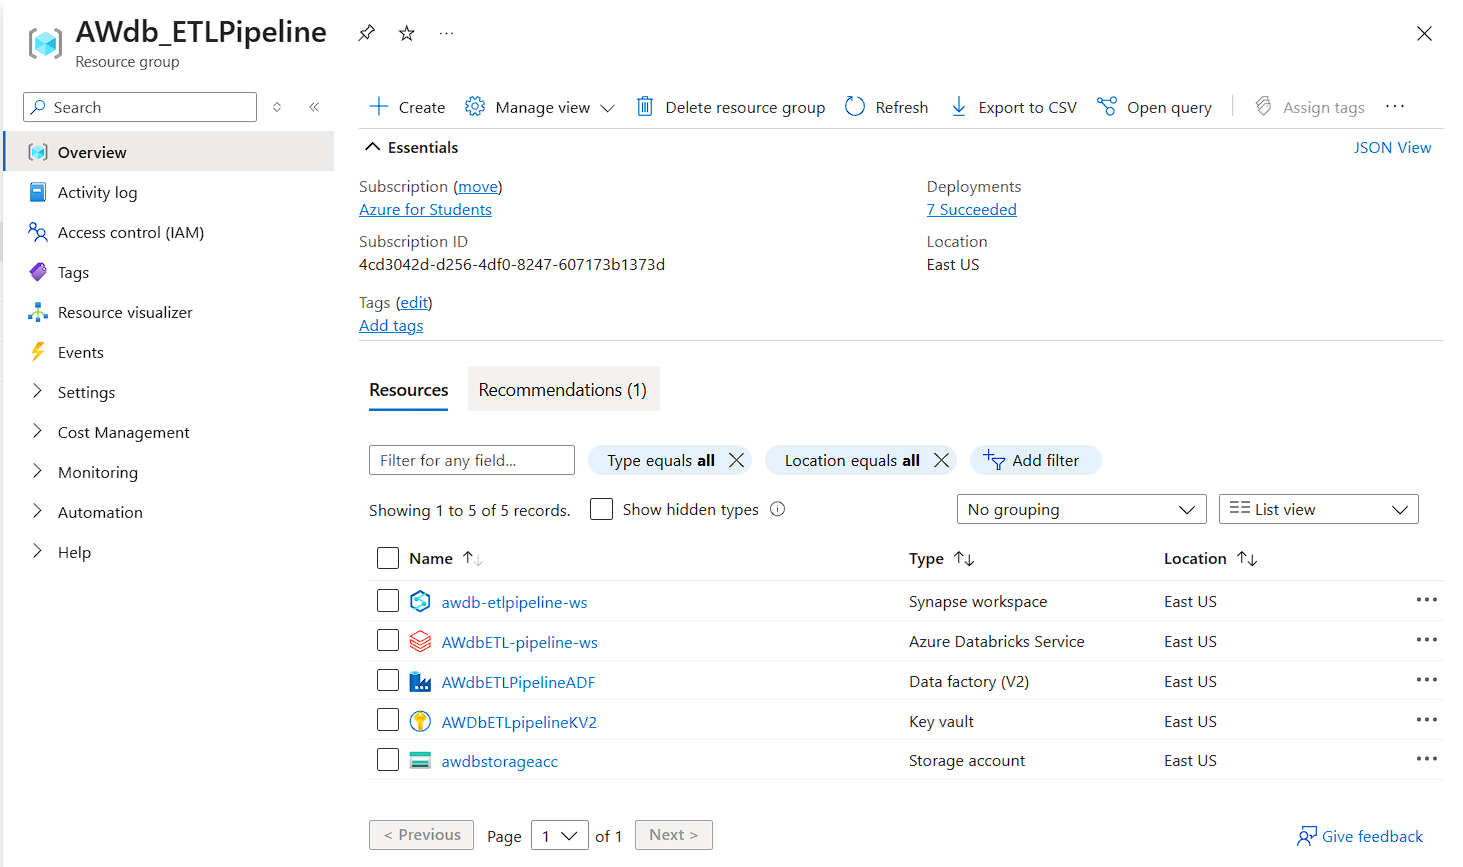 AWdb_ETLPipeline
Resource group
Search
Overview
Activity log
Access control (IAM)
Tags
Resource visualizer
Events
Settings
Cost Management
Monitoring
Automation
Help
Create Manage view Delete resource group Refresh Export to CSV Open query Assign tags
Essentials JSON View
Subscription (move) Deployments
Azure for Students 7 Succeeded
Subscription ID Location
4cd3042d-d256-4df0-8247-607173b1373d East US
Tags (edit)
Add tags
Resources Recommendations (1)
Filter for any field... Type equals all Location equals all Add filter
Showing 1 to 5 of 5 records. Show hidden types No grouping List view
Name Type Location
awdb-etlpipeline-ws Synapse workspace East US
AWdbETL-pipeline-ws Azure Databricks Service East US
AWdbETLPipelineADF Data factory (V2) East US
AWDbETLpipelineKV2 Key vault East US
awdbstorageacc Storage account East US
< Previous Page 1 of 1 Next > Give feedback